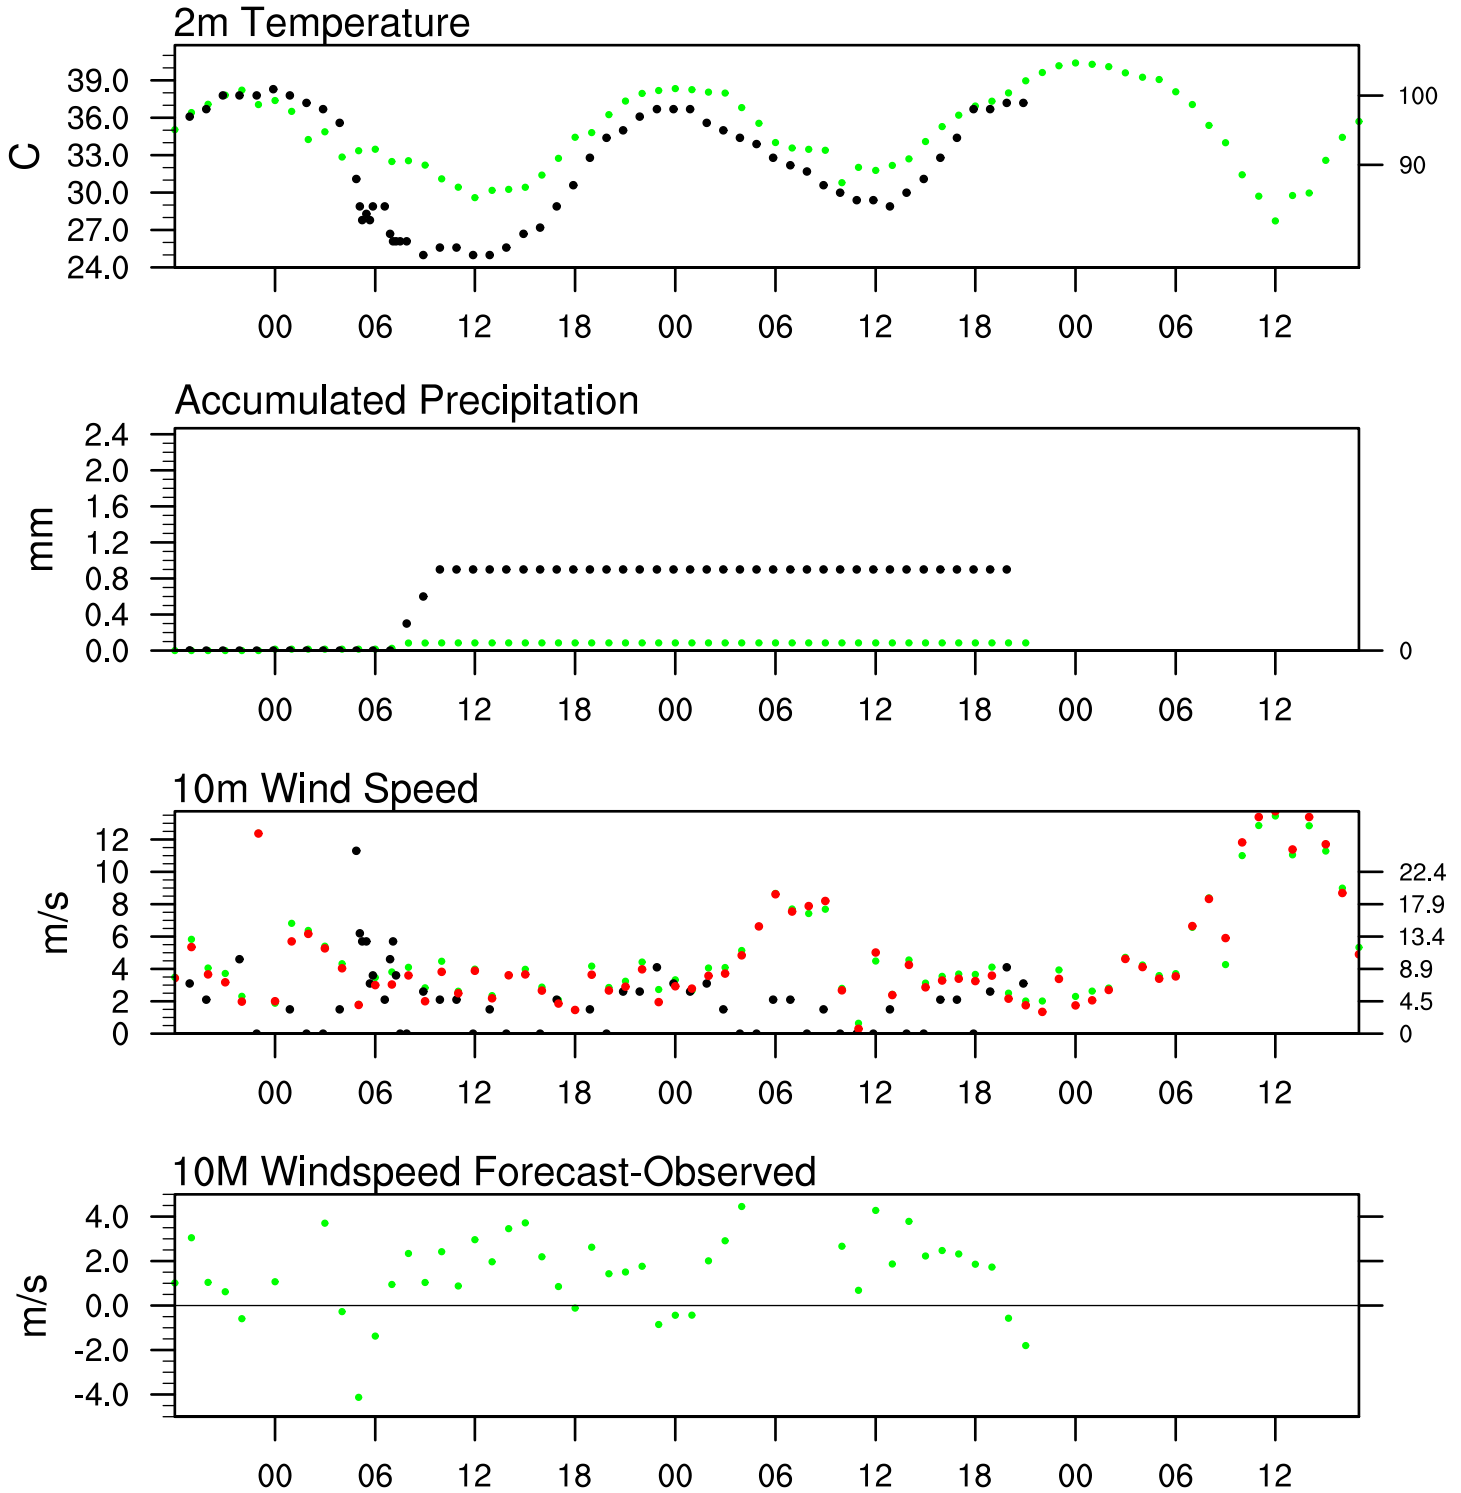 2m Temperature
39.0
36.0
33.0
30.0
27.0
24.0
C
100
90
00 06 12 18 00 06 12 18 00 06 12
Accumulated Precipitation
2.4
2.0
1.6
1.2
0.8
0.4
0.0
mm
0
00 06 12 18 00 06 12 18 00 06 12
10m Wind Speed
12
10
8
6
4
2
0
m/s
22.4
17.9
13.4
8.9
4.5
0
00 06 12 18 00 06 12 18 00 06 12
10M Windspeed Forecast-Observed
4.0
2.0
0.0
-2.0
-4.0
m/s
00 06 12 18 00 06 12 18 00 06 12